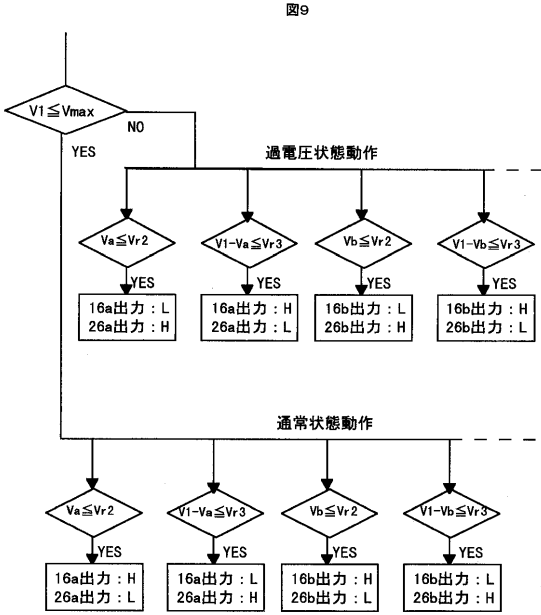 図9
V1≦Vmax
NO
YES
過電圧状態動作
Va≦Vr2
V1-Va≦Vr3
Vb≦Vr2
V1-Vb≦Vr3
YES
YES
YES
YES
16a出力:L
26a出力:H
16a出力:H
26a出力:L
16b出力:L
26b出力:H
16b出力:H
26b出力:L
通常状態動作
Va≦Vr2
V1-Va≦Vr3
Vb≦Vr2
V1-Vb≦Vr3
YES
YES
YES
YES
16a出力:H
26a出力:L
16a出力:L
26a出力:H
16b出力:H
26b出力:L
16b出力:L
26b出力:H